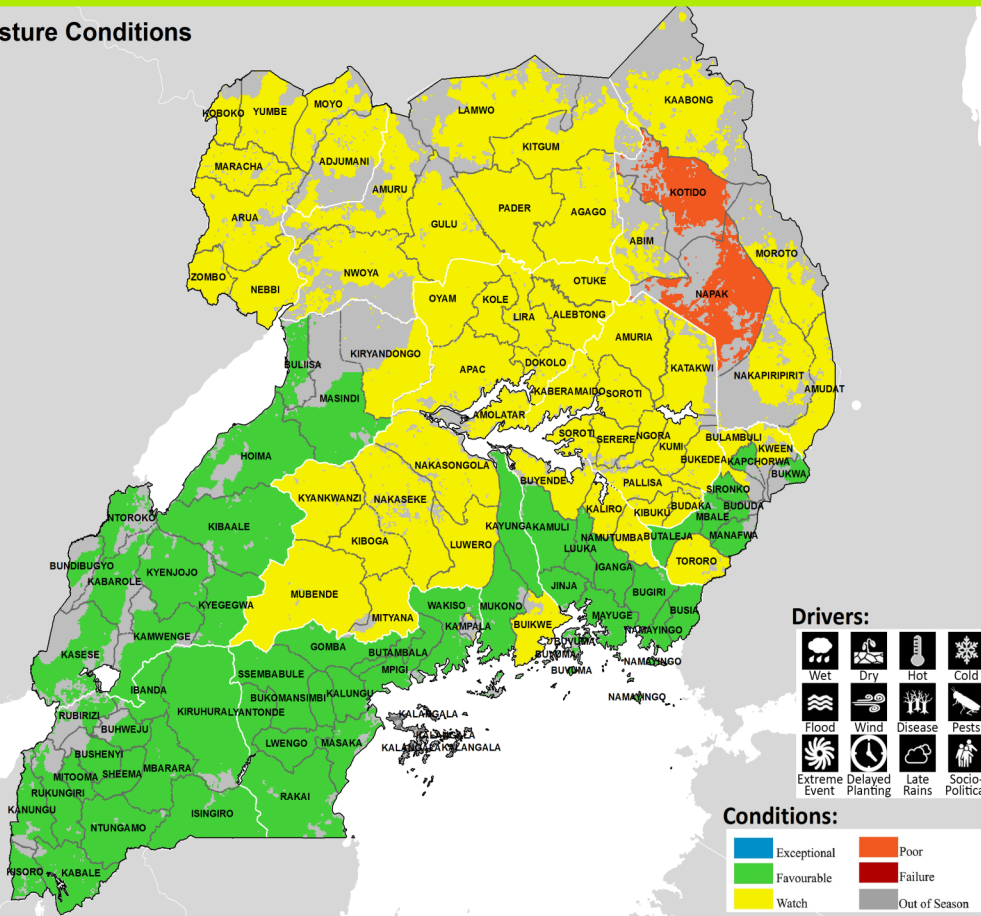 sture Conditions
KAABONG
MOYO
KOBOKO
YUMBE
LAMWO
KITGUM
MARACHA
ADJUMANI
AMURU
KOTIDO
ARUA
GULU
PADER
AGAGO
ABIM
MOROTO
ZOMBO
NEBBI
NWOYA
OTUKE
NAPAK
OYAM
KOLE
LIRA
ALEBTONG
AMURIA
KIRYANDONGO
BULIISA
APAC
DOKOLO
KATAKWI
NAKAPIRIPIRIT
MASINDI
KABERAMAIDO
SOROTI
AMUDAT
AMOLATAR
SOROTI
SERERE
NGORA
KUMI
BULAMBULI
KWEEN
HOIMA
NAKASONGOLA
BUKEDEA
KAPCHORWA
BUKWA
BUYENDE
PALLISA
SIRONKO
KYANKWANZI
NAKASEKE
NTOROKO
KIBAALE
KAYUNGA
KAMULI
KALIRO
KIBUKU
BUDAKA
MBALE
BUDUDA
KIBOGA
LUWERO
LUUKA
NAMUTUMBA
BUTALEJA
MANAFWA
BUNDIBUGYO
KABAROLE
KYENJOJO
IGANGA
TORORO
KYEGEGWA
MUBENDE
MITYANA
WAKISO
MUKONO
JINJA
BUGIRI
KAMPALA
BUIKWE
MAYUGE
BUSIA
KAMWENGE
GOMBA
BUTAMBALA
NAMAYINGO
KASESE
MPIGI
BUVUMA
BUVUMA
BUVUMA
NAMAYINGO
SSEMBABULE
IBANDA
BUKOMANSIMBI
KALUNGU
NAMAYINGO
RUBIRIZI
KIRUHURA
LYANTONDE
KALANGALA
BUHWEJU
KALANGALA
LWENGO
MASAKA
KALANGALA
KALANGALA
BUSHENYI
MITOOMA
SHEEMA
MBARARA
RUKUNGIRI
RAKAI
KANUNGU
ISINGIRO
NTUNGAMO
KISORO
KABALE
Drivers:
Wet
Dry
Hot
Cold
Flood
Wind
Disease
Pests
Extreme
Event
Delayed
Planting
Late
Rains
Socio-
Politica
Conditions:
Exceptional
Poor
Favourable
Failure
Watch
Out of Season